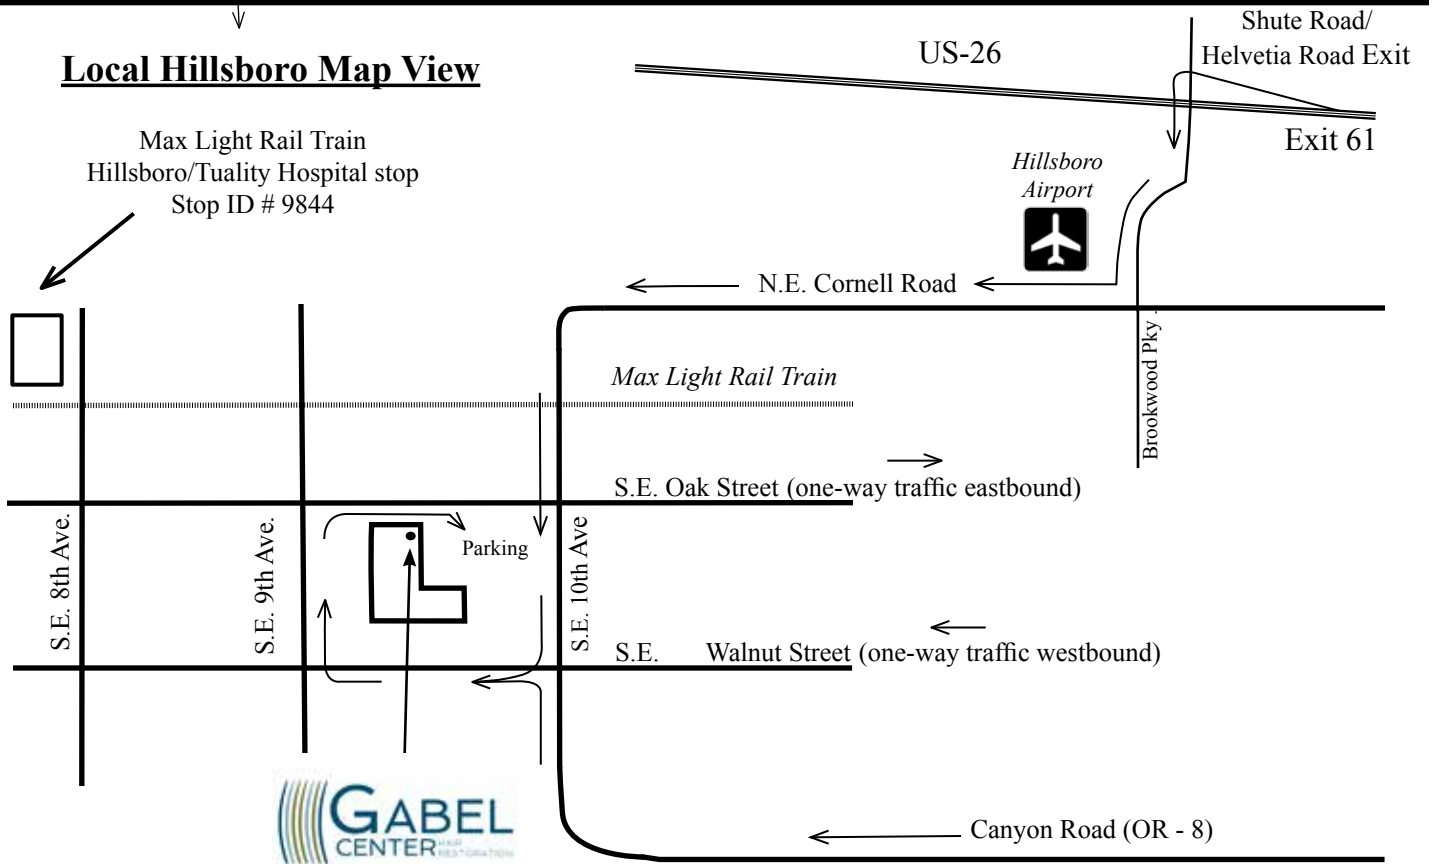 Local Hillsboro Map View
US-26
Shute Road/
Helvetia Road Exit
Exit 61
Max Light Rail Train
Hillsboro/Tuality Hospital stop
Stop ID # 9844
Hillsboro
Airport
N.E. Cornell Road
Brookwood Pky .
Max Light Rail Train
S.E. Oak Street (one-way traffic eastbound)
S.E. 8th Ave.
S.E. 9th Ave.
Parking
S.E. 10th Ave
S.E. Walnut Street (one-way traffic westbound)
GABEL
CENTER HAIR
RESTORATION
Canyon Road (OR - 8)